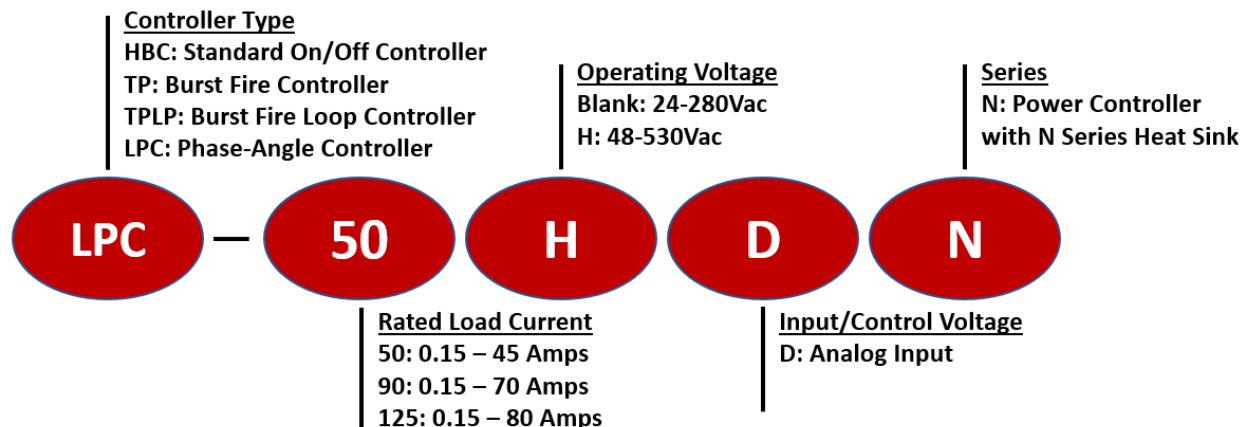 Controller Type
HBC: Standard On/Off Controller
TP: Burst Fire Controller
TPLP: Burst Fire Loop Controller
LPC: Phase-Angle Controller
Operating Voltage
Blank: 24-280Vac
H: 48-530Vac
Series
N: Power Controller
with N Series Heat Sink
LPC – 50 H D N
Rated Load Current
50: 0.15 – 45 Amps
90: 0.15 – 70 Amps
125: 0.15 – 80 Amps
Input/Control Voltage
D: Analog Input